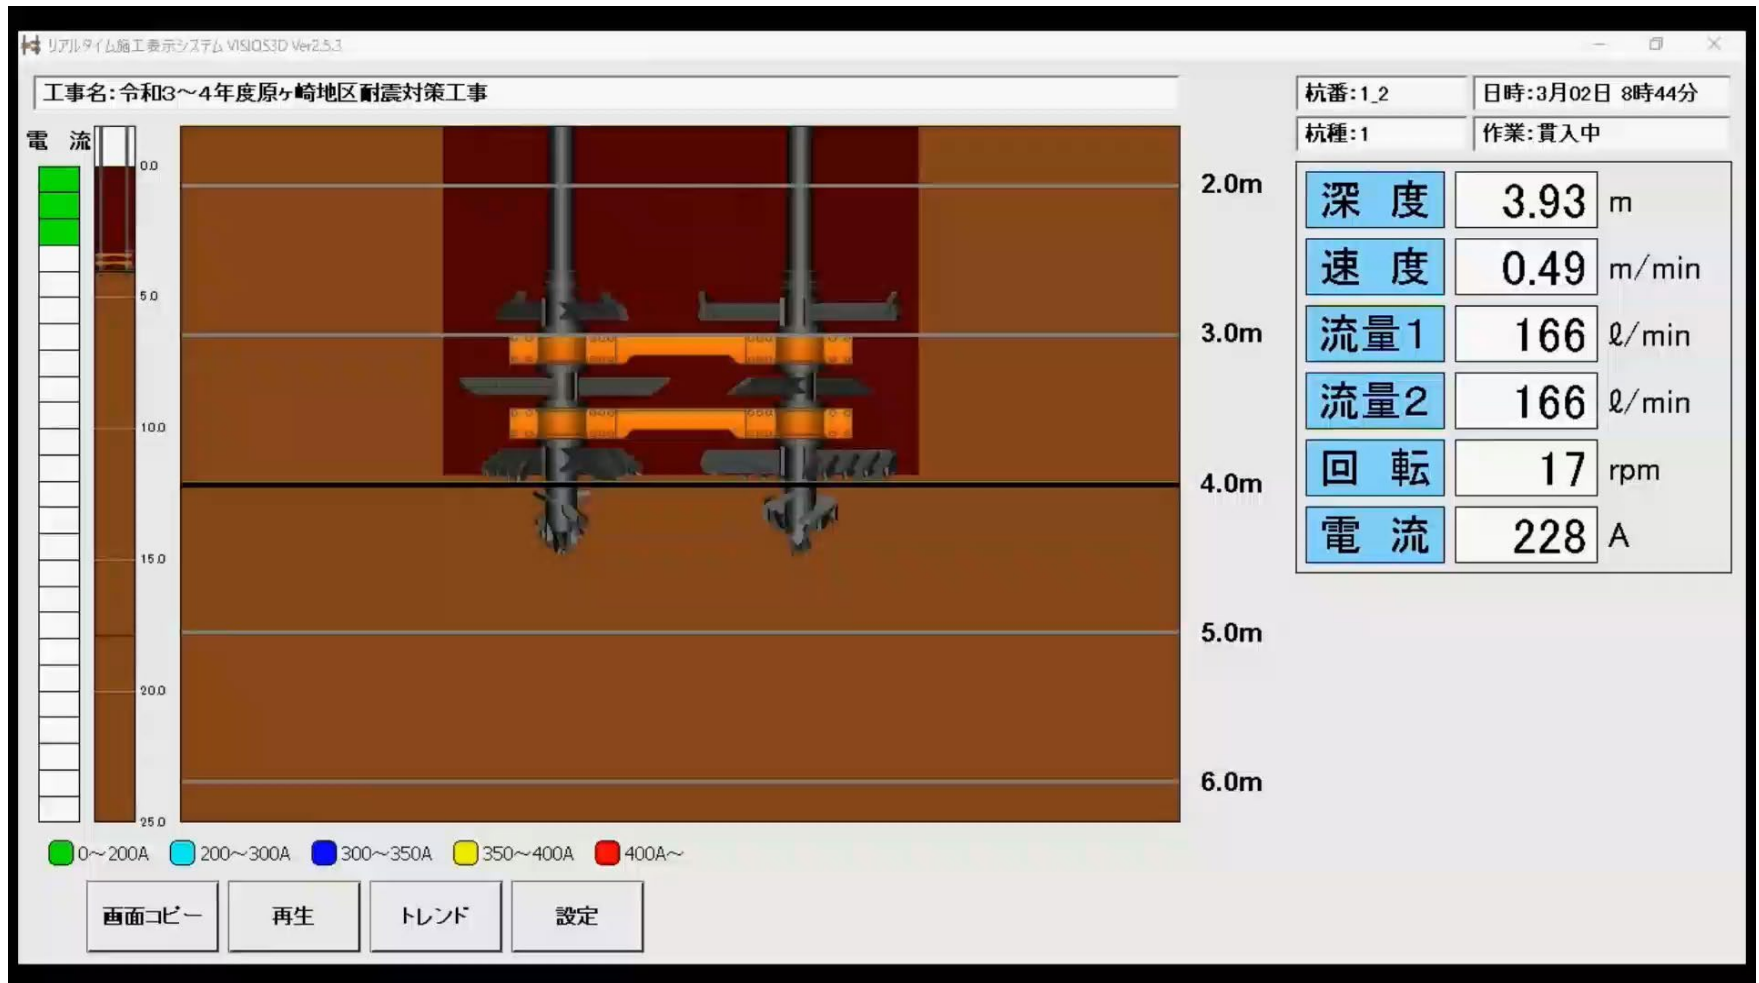 リアルタイム施工表示システム VISIOS3D Ver2.5.3
工事名:令和3～4年度原ヶ崎地区耐震対策工事
杭番:1_2
日時:3月02日 8時44分
杭種:1
作業:貫入中
電 流
0.0
5.0
10.0
15.0
20.0
25.0
2.0m
3.0m
4.0m
5.0m
6.0m
深 度 3.93 m
速 度 0.49 m/min
流量1 166 ℓ/min
流量2 166 ℓ/min
回 転 17 rpm
電 流 228 A
0～200A 200～300A 300～350A 350～400A 400A～
画面コピー 再生 トレンド 設定